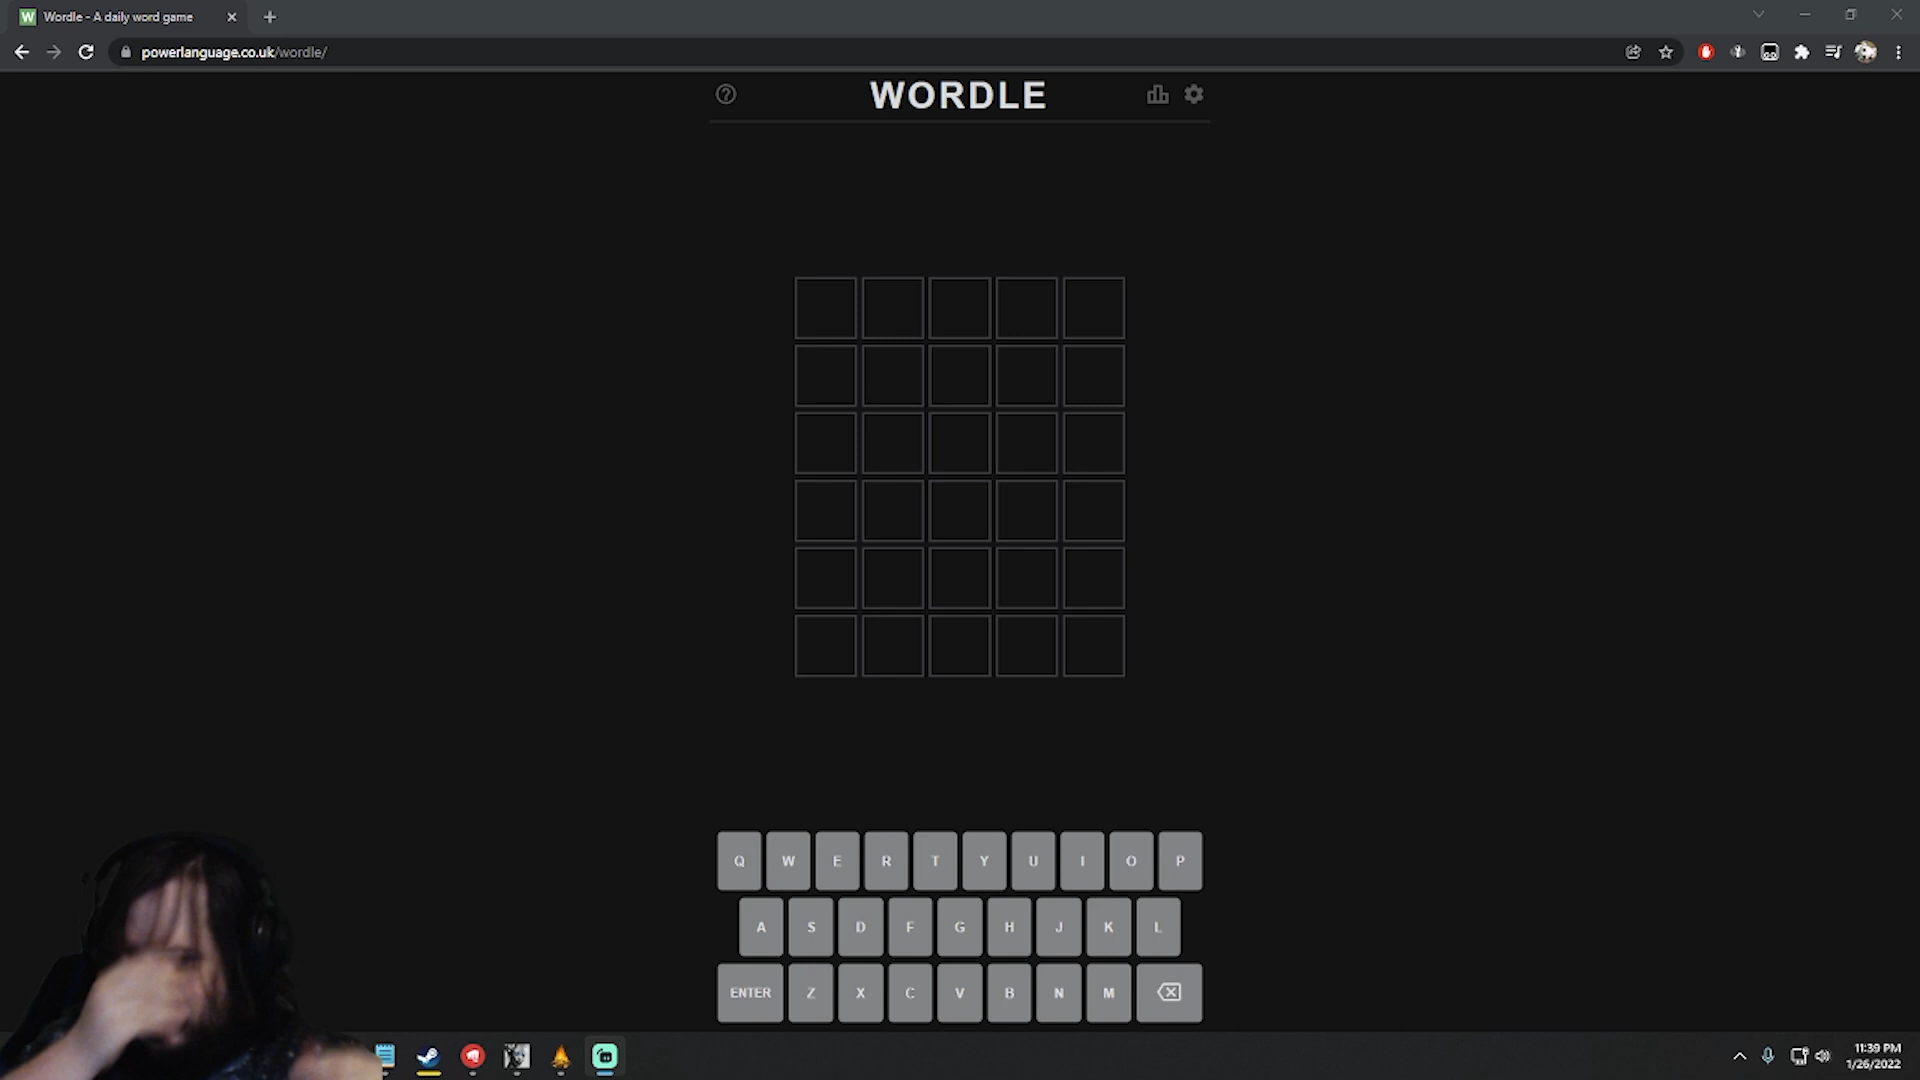 W Wordle - A daily word game
powerlanguage.co.uk/wordle/
WORDLE
Q W E R T Y U I O P
A S D F G H J K L
ENTER Z X C V B N M
11:39 PM
1/26/2022